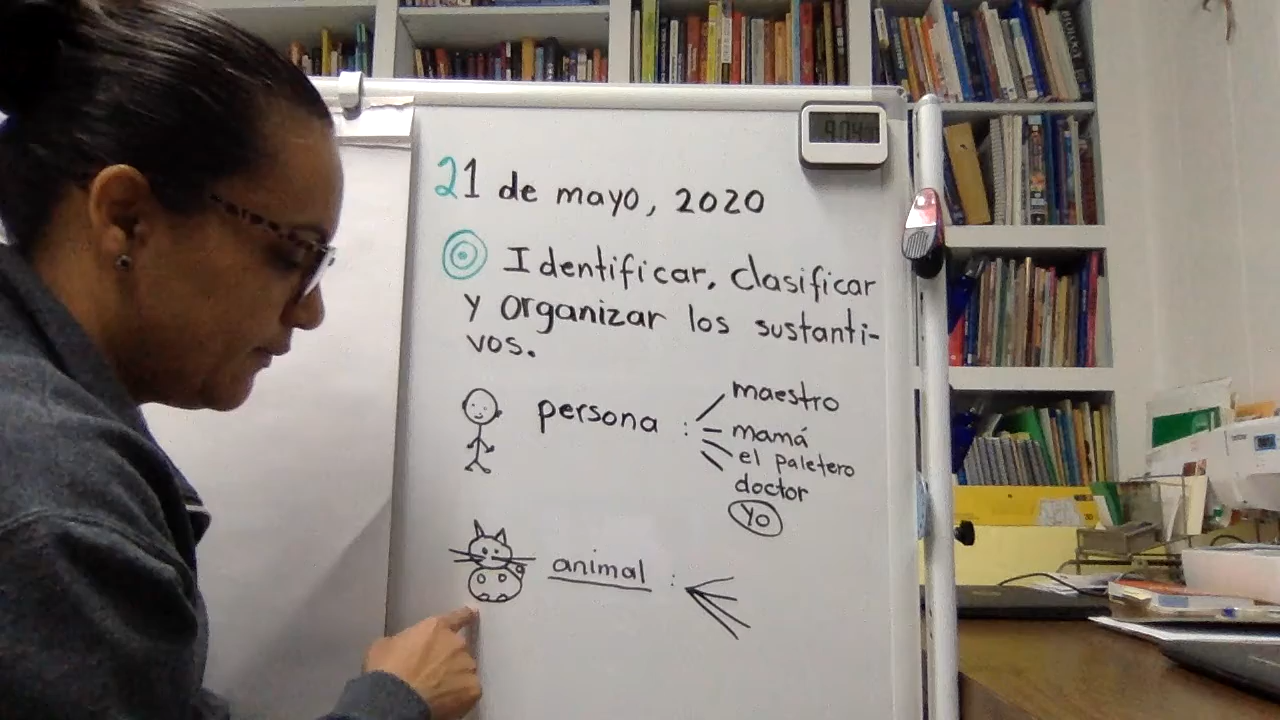 21 de mayo, 2020
Identificar, clasificar
y organizar los sustanti-
vos.
persona :
maestro
mamá
el paletero
doctor
yo
animal :